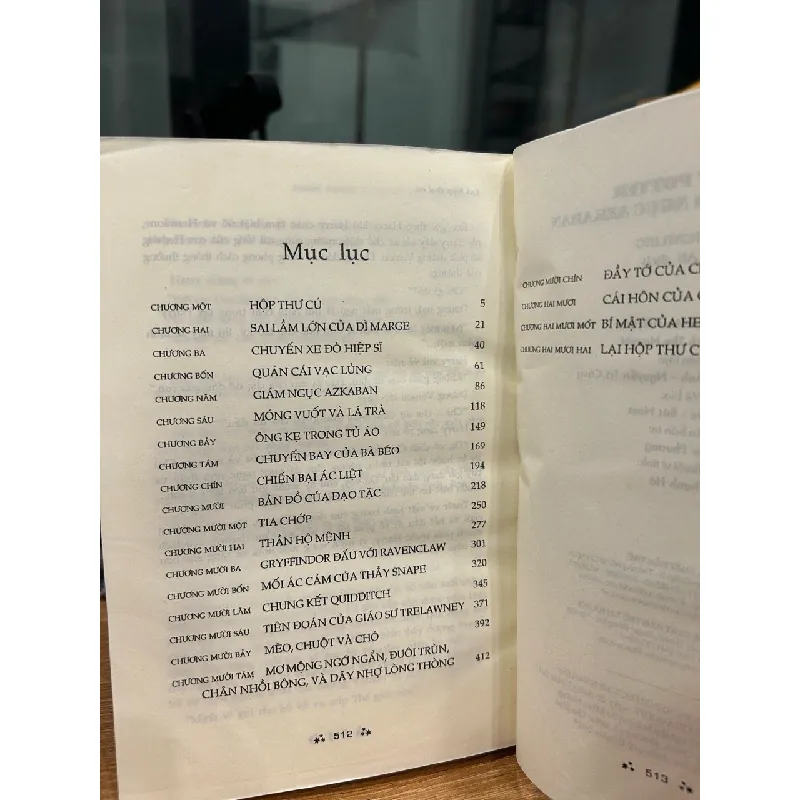 Mục lục
CHƯƠNG MỘT HỘP THƯ CÚ 5
CHƯƠNG HAI SAI LẦM LỚN CỦA DÌ MARGE 21
CHƯƠNG BA CHUYẾN XE ĐÒ HIỆP SĨ 40
CHƯƠNG BỐN QUÁN CÁI VẠC LỦNG 61
CHƯƠNG NĂM GIÁM NGỤC AZKABAN 86
CHƯƠNG SÁU MÓNG VUỐT VÀ LÁ TRÀ 118
CHƯƠNG BẢY ÔNG KẸ TRONG TỦ ÁO 149
CHƯƠNG TÁM CHUYẾN BAY CỦA BÀ BÉO 169
CHƯƠNG CHÍN CHIẾN BẠI ÁC LIỆT 194
CHƯƠNG MƯỜI BẢN ĐỒ CỦA ĐẠO TẶC 218
CHƯƠNG MƯỜI MỘT TIA CHỚP 250
CHƯƠNG MƯỜI HAI THẦN HỘ MỆNH 277
CHƯƠNG MƯỜI BA GRYFFINDOR ĐẤU VỚI RAVENCLAW 301
CHƯƠNG MƯỜI BỐN MỐI ÁC CẢM CỦA THẦY SNAPE 320
CHƯƠNG MƯỜI LĂM CHUNG KẾT QUIDDITCH 345
CHƯƠNG MƯỜI SÁU TIÊN ĐOÁN CỦA GIÁO SƯ TRELAWNEY 371
CHƯƠNG MƯỜI BẢY MÈO, CHUỘT VÀ CHÓ 392
CHƯƠNG MƯỜI TÁM MƠ MỘNG NGỚ NGẨN, ĐUÔI TRÙN,
CHÂN NHỒI BÔNG, VÀ DÂY NHỢ LÒNG THÒNG 412
512
CHƯƠNG MƯỜI CHÍN ĐẦY TỚ CỦA
CHƯƠNG HAI MƯƠI CÁI HÔN CỦA
CHƯƠNG HAI MƯƠI MỐT BÍ MẬT CỦA HE
CHƯƠNG HAI MƯƠI HAI LẠI HỘP THƯ C
513